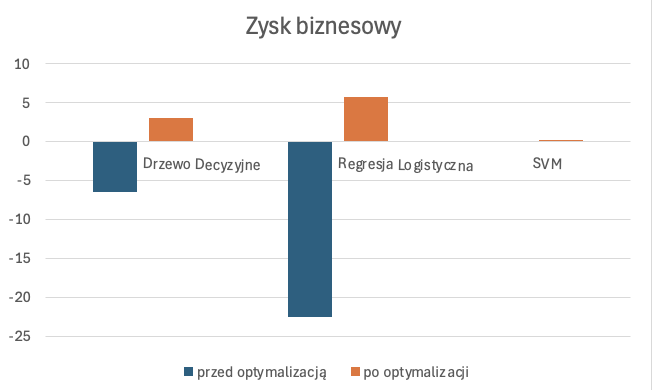 Zysk biznesowy
10
5
0
Drzewo Decyzyjne Regresja Logistyczna SVM
-5
-10
-15
-20
-25
przed optymalizacją po optymalizacji